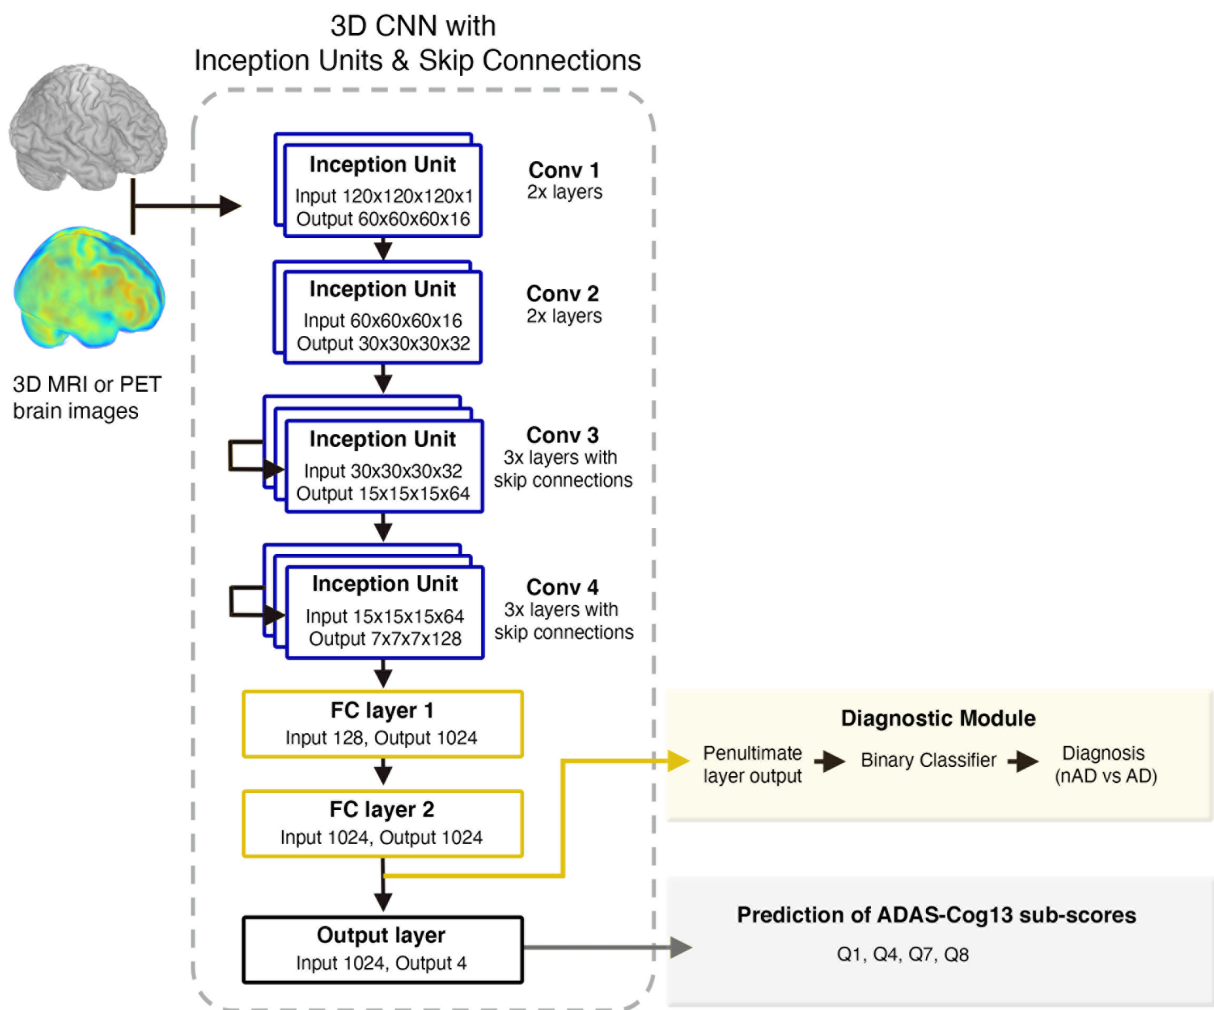 3D CNN with
Inception Units & Skip Connections
3D MRI or PET
brain images
Inception Unit
Input 120x120x120x1
Output 60x60x60x16
Conv 1
2x layers
Inception Unit
Input 60x60x60x16
Output 30x30x30x32
Conv 2
2x layers
Inception Unit
Input 30x30x30x32
Output 15x15x15x64
Conv 3
3x layers with
skip connections
Inception Unit
Input 15x15x15x64
Output 7x7x7x128
Conv 4
3x layers with
skip connections
FC layer 1
Input 128, Output 1024
FC layer 2
Input 1024, Output 1024
Output layer
Input 1024, Output 4
Diagnostic Module
Penultimate
layer output
Binary Classifier
Diagnosis
(nAD vs AD)
Prediction of ADAS-Cog13 sub-scores
Q1, Q4, Q7, Q8